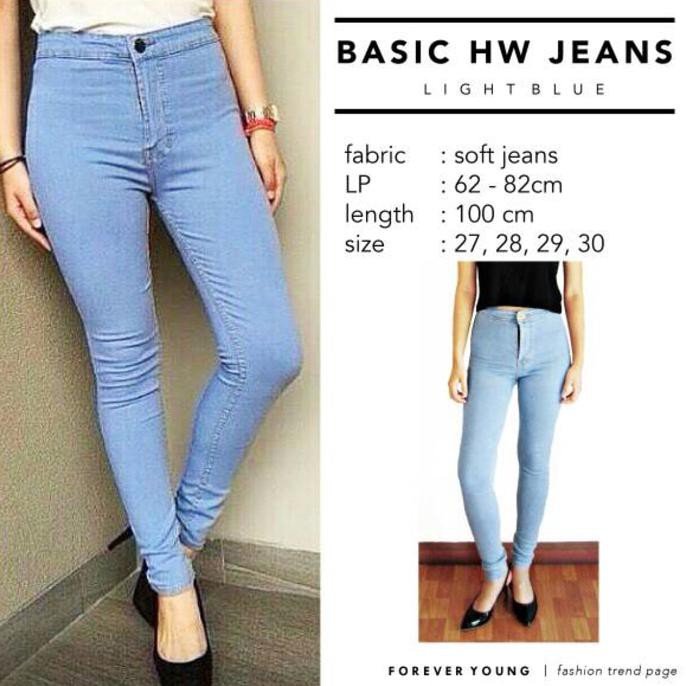 BASIC HW JEANS
LIGHT BLUE
fabric : soft jeans
LP : 62 - 82cm
length : 100 cm
size : 27, 28, 29, 30
FOREVER YOUNG | fashion trend page